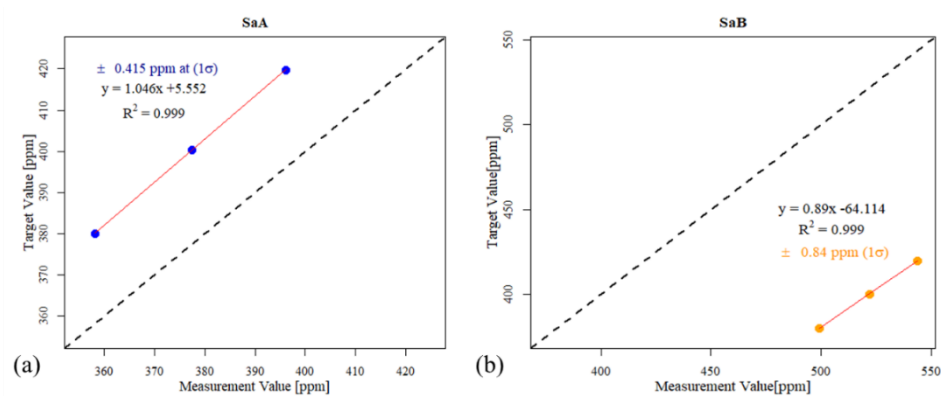 SaA
± 0.415 ppm at (1σ)
y = 1.046x +5.552
R² = 0.999
Target Value [ppm]
360 370 380 390 400 410 420
360 370 380 390 400 410 420
Measurement Value [ppm]
(a)
SaB
y = 0.89x -64.114
R² = 0.999
± 0.84 ppm (1σ)
Target Value[ppm]
400 450 500 550
400 450 500 550
Measurement Value[ppm]
(b)